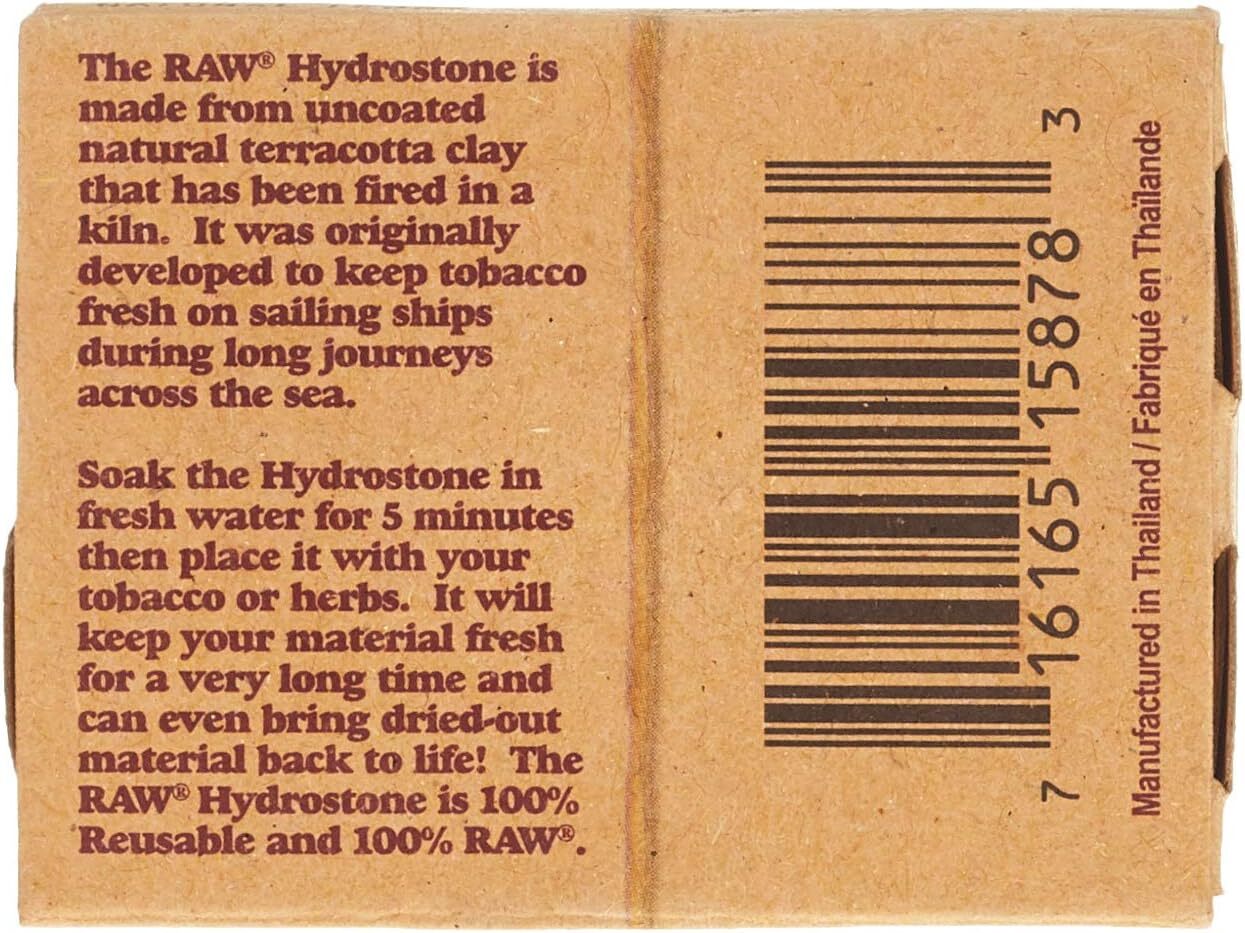 The RAW® Hydrostone is
made from uncoated
natural terracotta clay
that has been fired in a
kiln. It was originally
developed to keep tobacco
fresh on sailing ships
during long journeys
across the sea.
Soak the Hydrostone in
fresh water for 5 minutes
then place it with your
tobacco or herbs. It will
keep your material fresh
for a very long time and
can even bring dried-out
material back to life! The
RAW® Hydrostone is 100%
Reusable and 100% RAW®.
7 16165 15878 3
Manufactured in Thailand / Fabriqué en Thaïlande